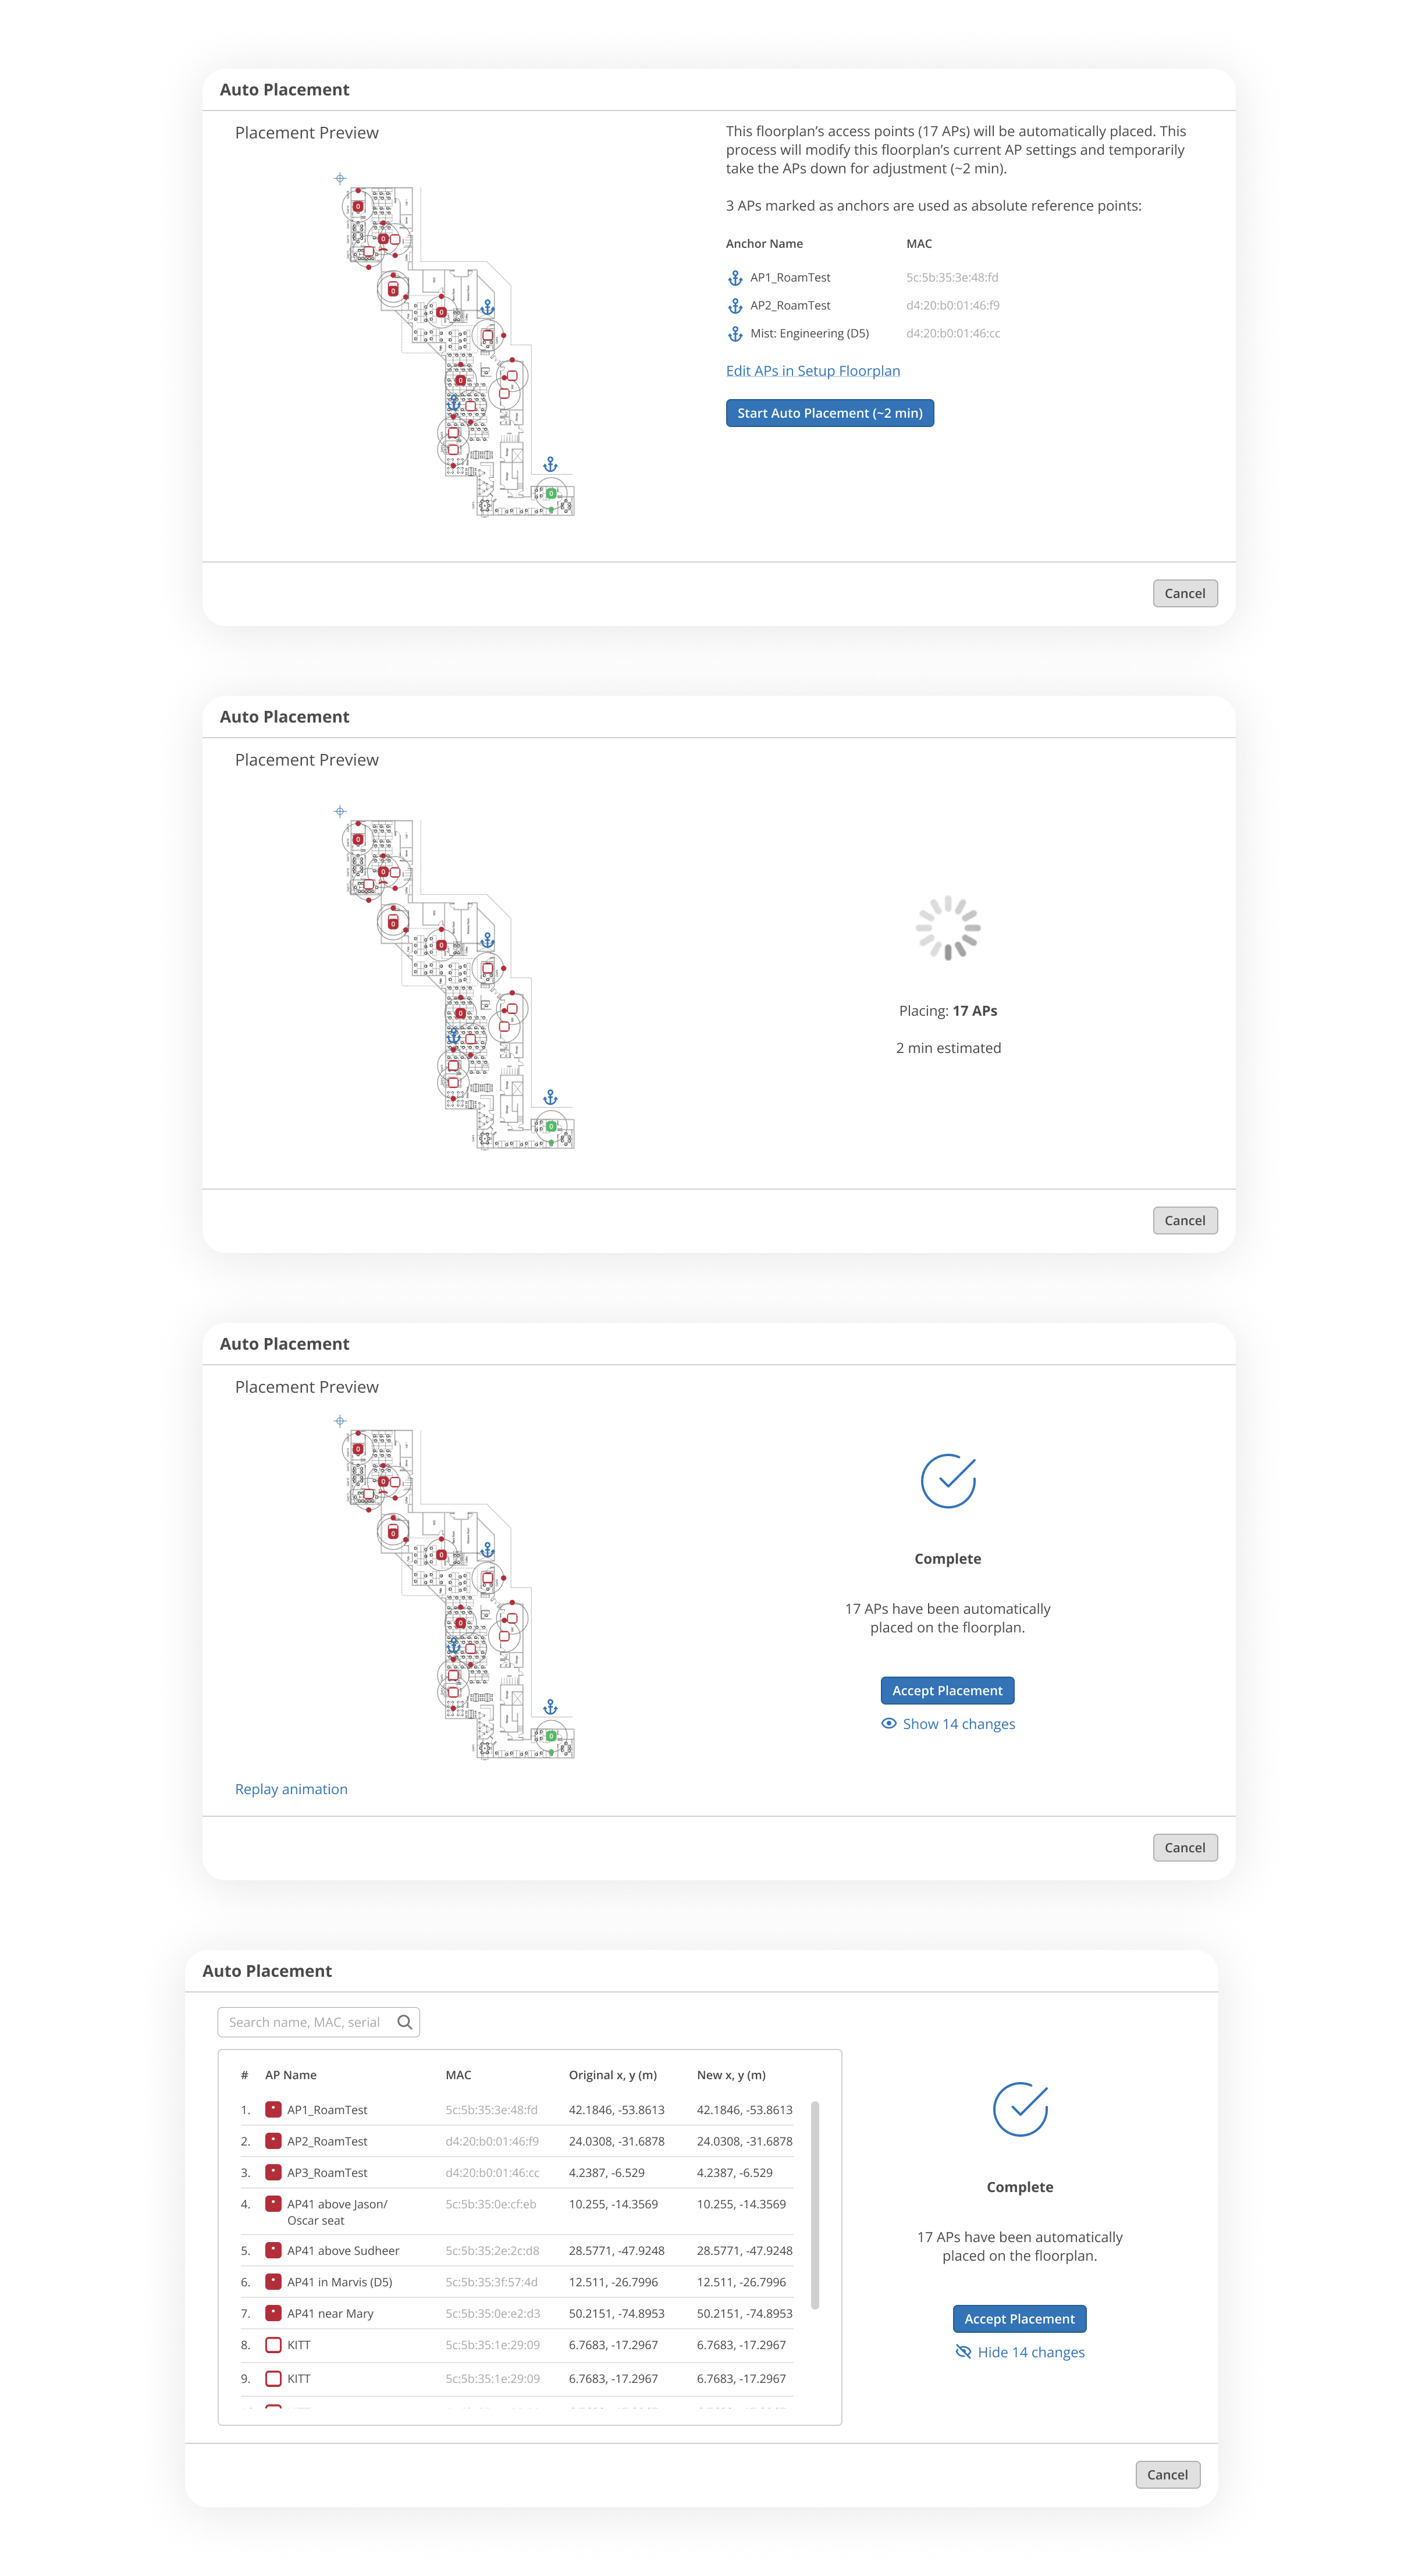 Auto Placement
Placement Preview
This floorplan’s access points (17 APs) will be automatically placed. This
process will modify this floorplan’s current AP settings and temporarily
take the APs down for adjustment (~2 min).
3 APs marked as anchors are used as absolute reference points:
Anchor Name MAC
AP1_RoamTest 5c:5b:35:3e:48:fd
AP2_RoamTest d4:20:b0:01:46:f9
Mist: Engineering (D5) d4:20:b0:01:46:cc
Edit APs in Setup Floorplan
Start Auto Placement (~2 min)
Cancel
Auto Placement
Placement Preview
Placing: 17 APs
2 min estimated
Cancel
Auto Placement
Placement Preview
Complete
17 APs have been automatically
placed on the floorplan.
Accept Placement
Show 14 changes
Replay animation
Cancel
Auto Placement
Search name, MAC, serial
# AP Name MAC Original x, y (m) New x, y (m)
1. AP1_RoamTest 5c:5b:35:3e:48:fd 42.1846, -53.8613 42.1846, -53.8613
2. AP2_RoamTest d4:20:b0:01:46:f9 24.0308, -31.6878 24.0308, -31.6878
3. AP3_RoamTest d4:20:b0:01:46:cc 4.2387, -6.529 4.2387, -6.529
4. AP41 above Jason/ 5c:5b:35:0e:cf:eb 10.255, -14.3569 10.255, -14.3569
Oscar seat
5. AP41 above Sudheer 5c:5b:35:2e:2c:d8 28.5771, -47.9248 28.5771, -47.9248
6. AP41 in Marvis (D5) 5c:5b:35:3f:57:4d 12.511, -26.7996 12.511, -26.7996
7. AP41 near Mary 5c:5b:35:0e:e2:d3 50.2151, -74.8953 50.2151, -74.8953
8. KITT 5c:5b:35:1e:29:09 6.7683, -17.2967 6.7683, -17.2967
9. KITT 5c:5b:35:1e:29:09 6.7683, -17.2967 6.7683, -17.2967
Complete
17 APs have been automatically
placed on the floorplan.
Accept Placement
Hide 14 changes
Cancel